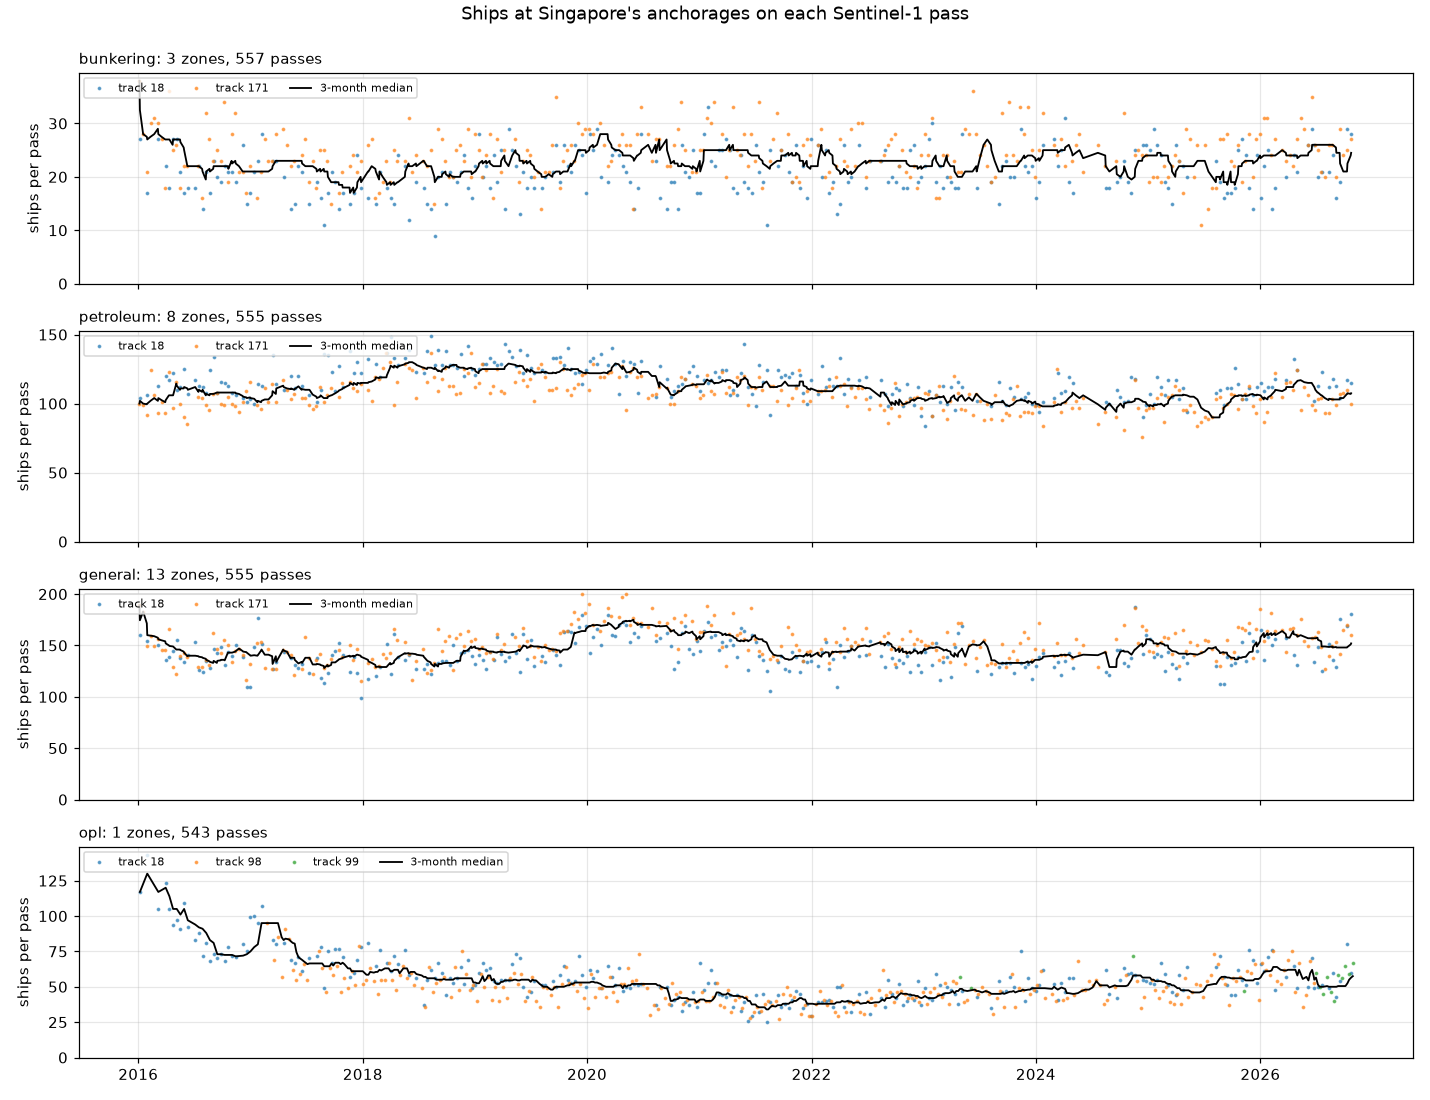 Ships at Singapore's anchorages on each Sentinel-1 pass
bunkering: 3 zones, 557 passes
track 18 track 171 3-month median
ships per pass
30
20
10
0
petroleum: 8 zones, 555 passes
track 18 track 171 3-month median
ships per pass
150
100
50
0
general: 13 zones, 555 passes
track 18 track 171 3-month median
ships per pass
200
150
100
50
0
opl: 1 zones, 543 passes
track 18 track 98 track 99 3-month median
ships per pass
125
100
75
50
25
0
2016 2018 2020 2022 2024 2026